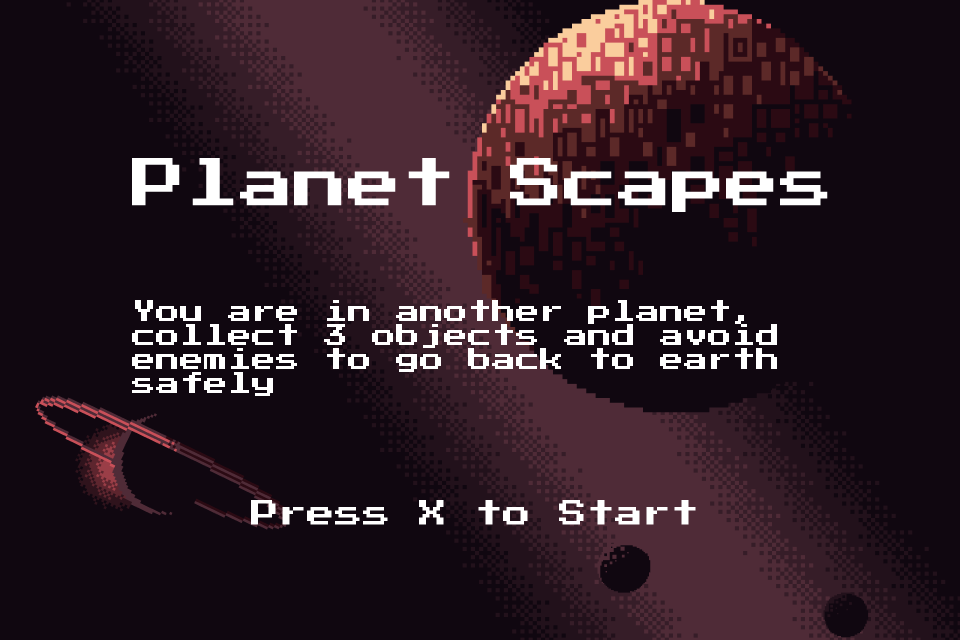 Planet Scapes
You are in another planet,
collect 3 objects and avoid
enemies to go back to earth
safely
Press X to Start